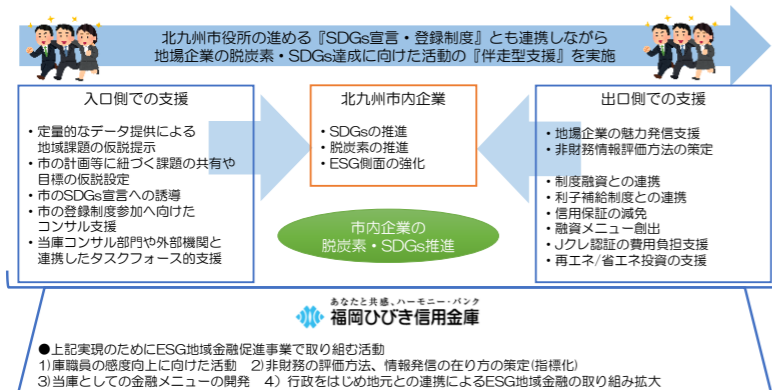 北九州市役所の進める『SDGs宣言・登録制度』とも連携しながら
地場企業の脱炭素・SDGs達成に向けた活動の『伴走型支援』を実施
入口側での支援
・定量的なデータ提供による
地域課題の仮説提示
・市の計画等に紐づく課題の共有や
目標の仮説設定
・市のSDGs宣言への誘導
・市の登録制度参加へ向けた
コンサル支援
・当庫コンサル部門や外部機関と
連携したタスクフォース的支援
北九州市内企業
・SDGsの推進
・脱炭素の推進
・ESG側面の強化
市内企業の
脱炭素・SDGs推進
出口側での支援
・地場企業の魅力発信支援
・非財務情報評価方法の策定
・制度融資との連携
・利子補給制度との連携
・信用保証の減免
・融資メニュー創出
・Jクレ認証の費用負担支援
・再エネ/省エネ投資の支援
あなたと共感、ハーモニー・バンク
福岡ひびき信用金庫
●上記実現のためにESG地域金融促進事業で取り組む活動
1)庫職員の感度向上に向けた活動 2)非財務の評価方法、情報発信の在り方の策定(指標化)
3)当庫としての金融メニューの開発 4）行政をはじめ地元との連携によるESG地域金融の取り組み拡大